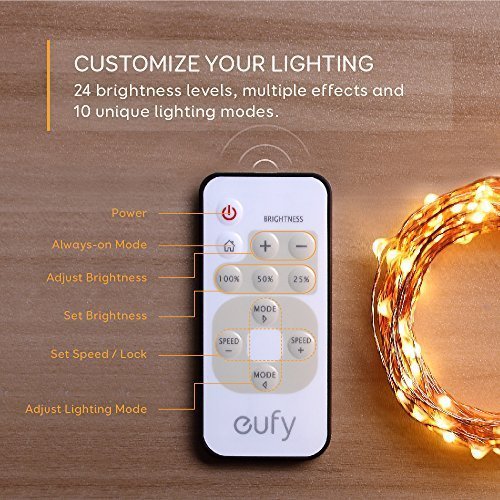 CUSTOMIZE YOUR LIGHTING
24 brightness levels, multiple effects and
10 unique lighting modes.
Power
Always-on Mode
Adjust Brightness
Set Brightness
Set Speed / Lock
Adjust Lighting Mode
BRIGHTNESS
+ −
100% 50% 25%
MODE
SPEED − SPEED +
MODE
eufy